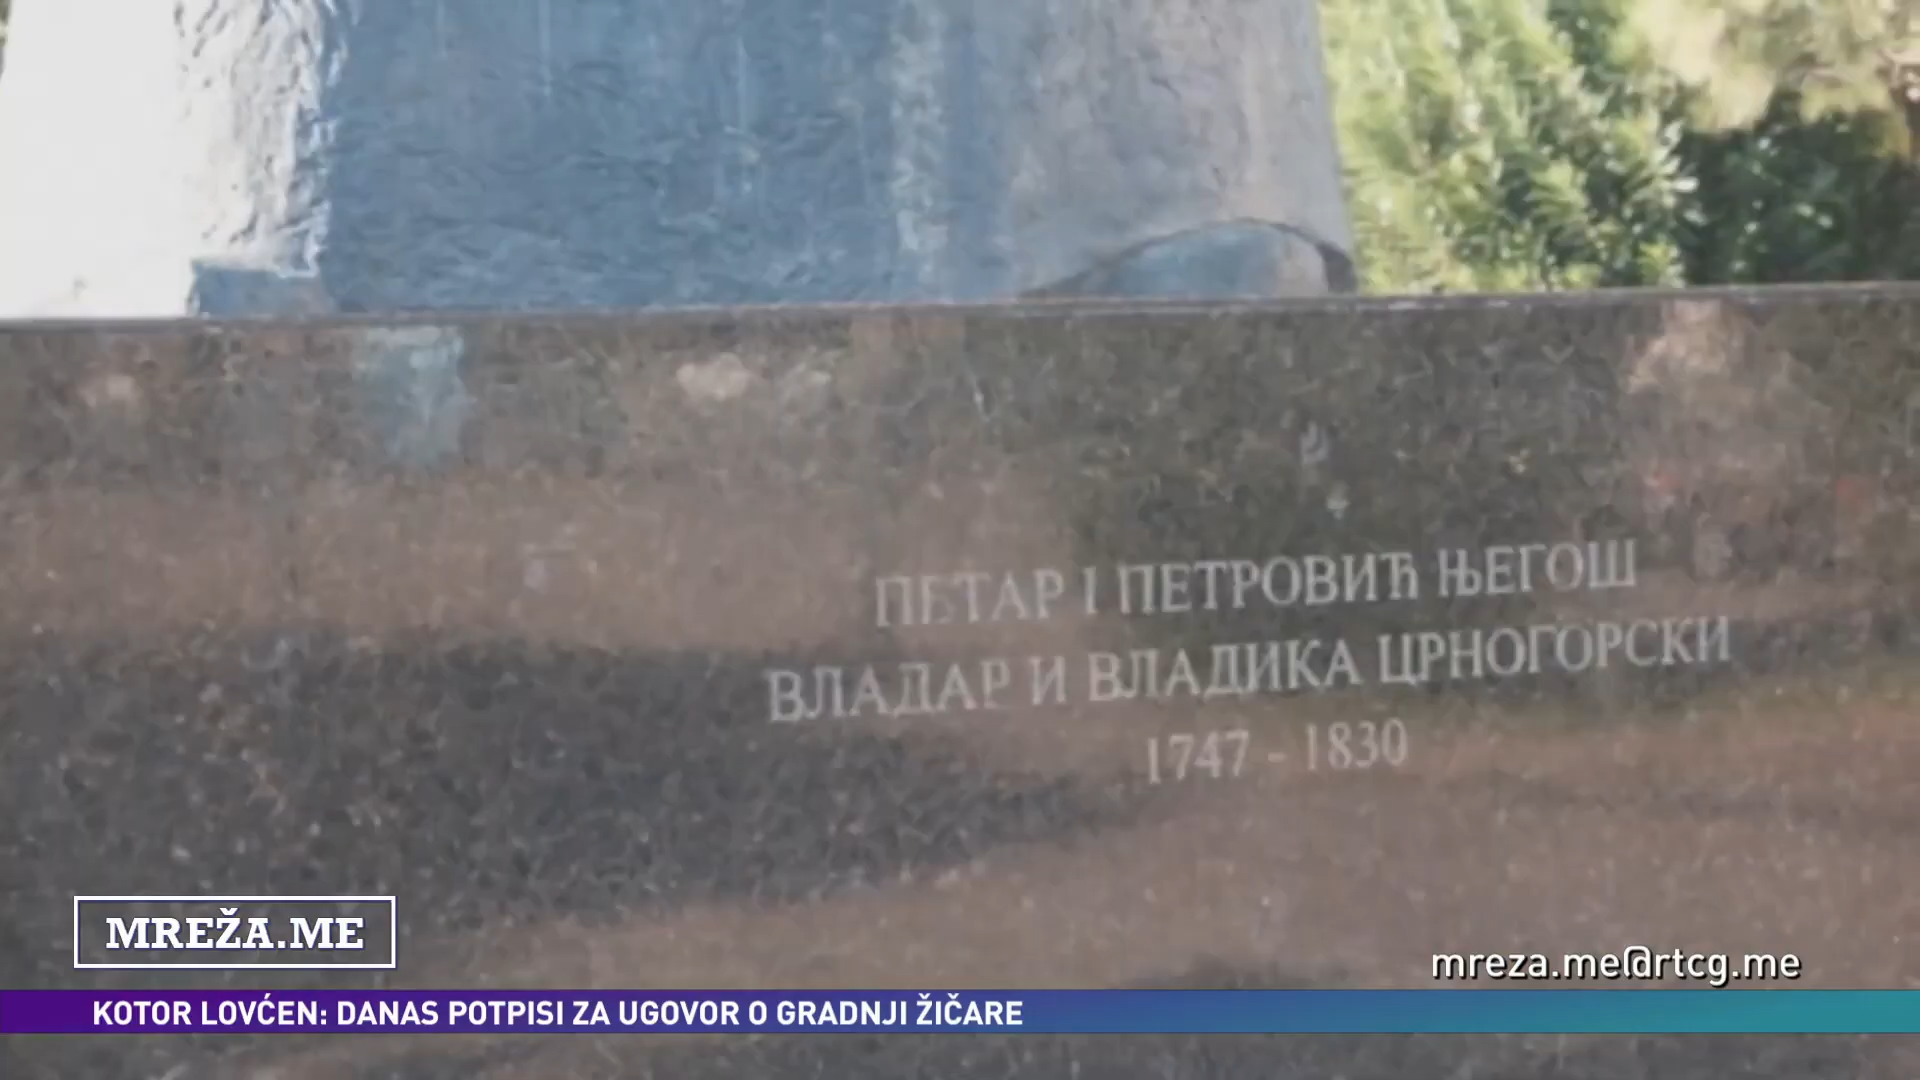 ПЕТАР I ПЕТРОВИЋ ЊЕГОШ
ВЛАДАР И ВЛАДИКА ЦРНОГОРСКИ
1747 - 1830
MREŽA.ME
mreza.me@rtcg.me
KOTOR LOVĆEN: DANAS POTPISI ZA UGOVOR O GRADNJI ŽIČARE